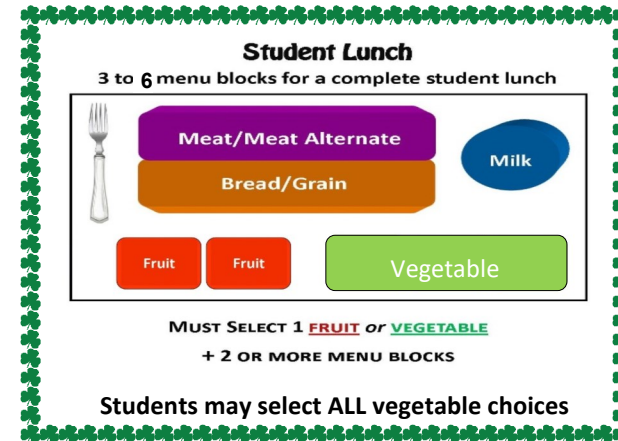 Student Lunch
3 to 6 menu blocks for a complete student lunch
Meat/Meat Alternate
Milk
Bread/Grain
Fruit
Fruit
Vegetable
MUST SELECT 1 FRUIT or VEGETABLE
+ 2 OR MORE MENU BLOCKS
Students may select ALL vegetable choices